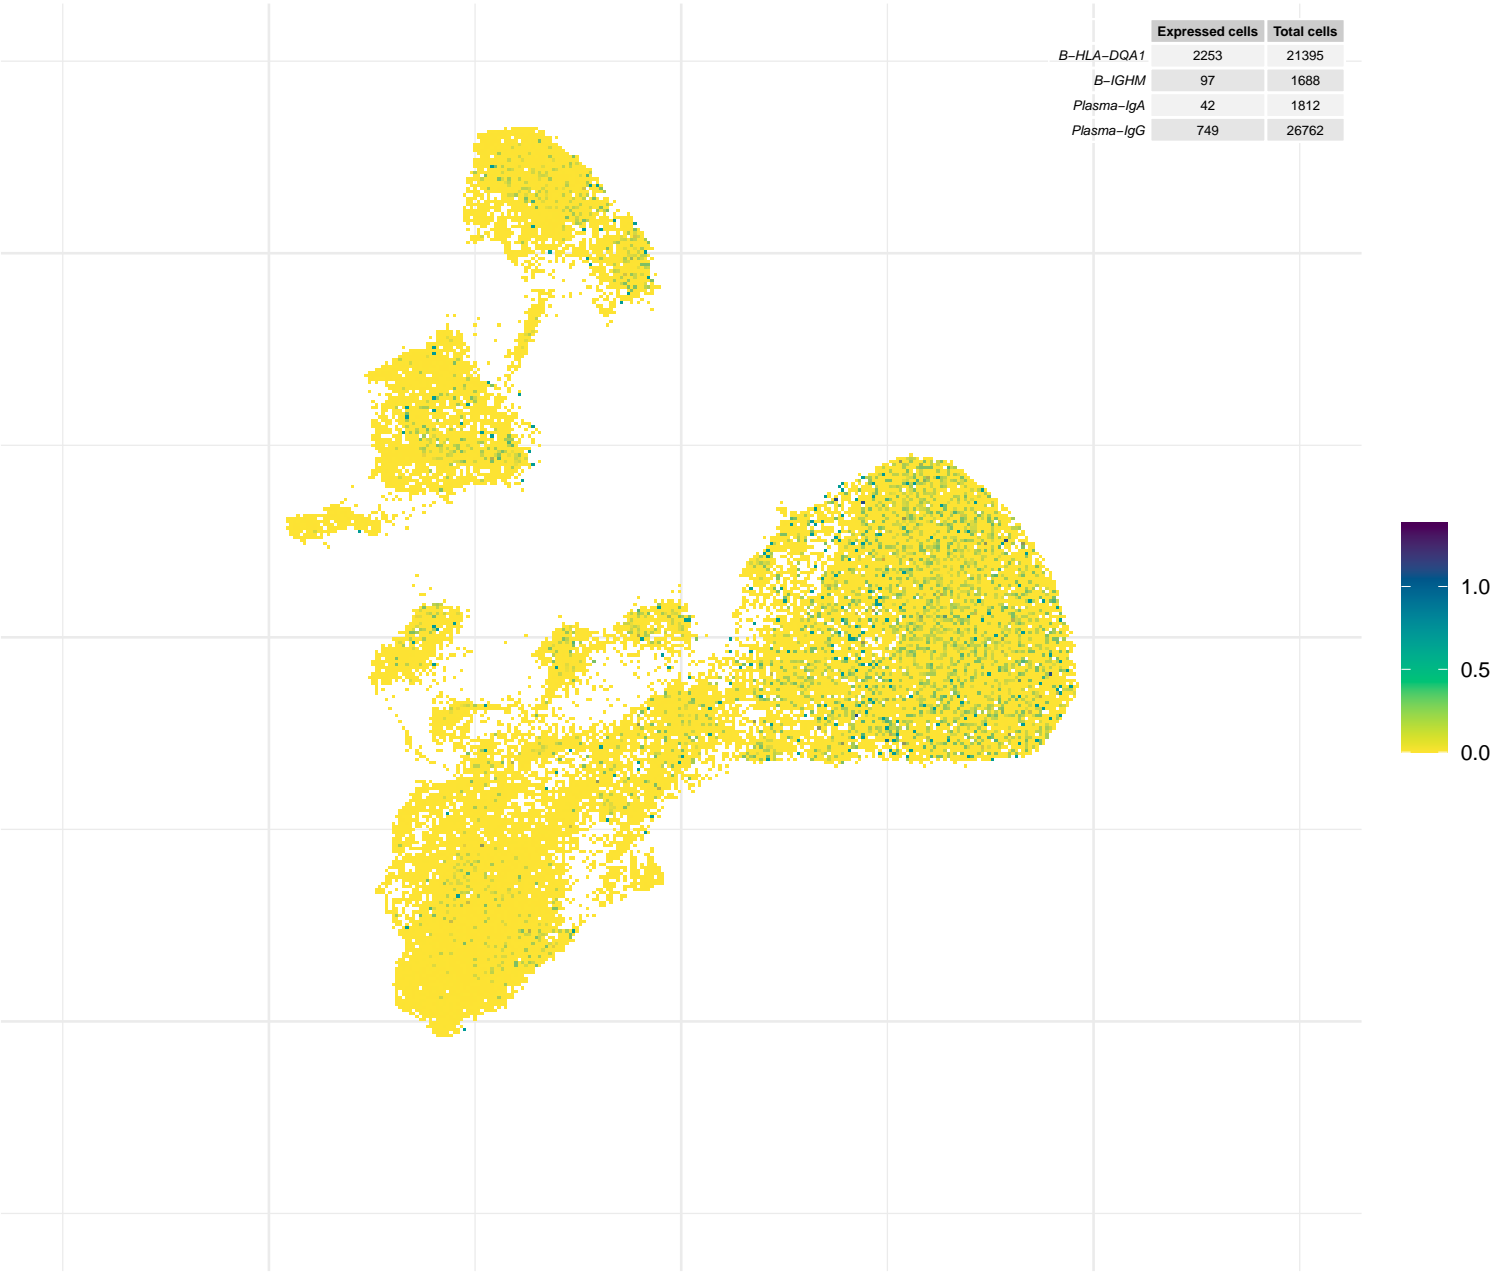 Expressed cells Total cells
B−HLA−DQA1 2253 21395
B−IGHM 97 1688
Plasma−IgA 42 1812
Plasma−IgG 749 26762
1.0
0.5
0.0